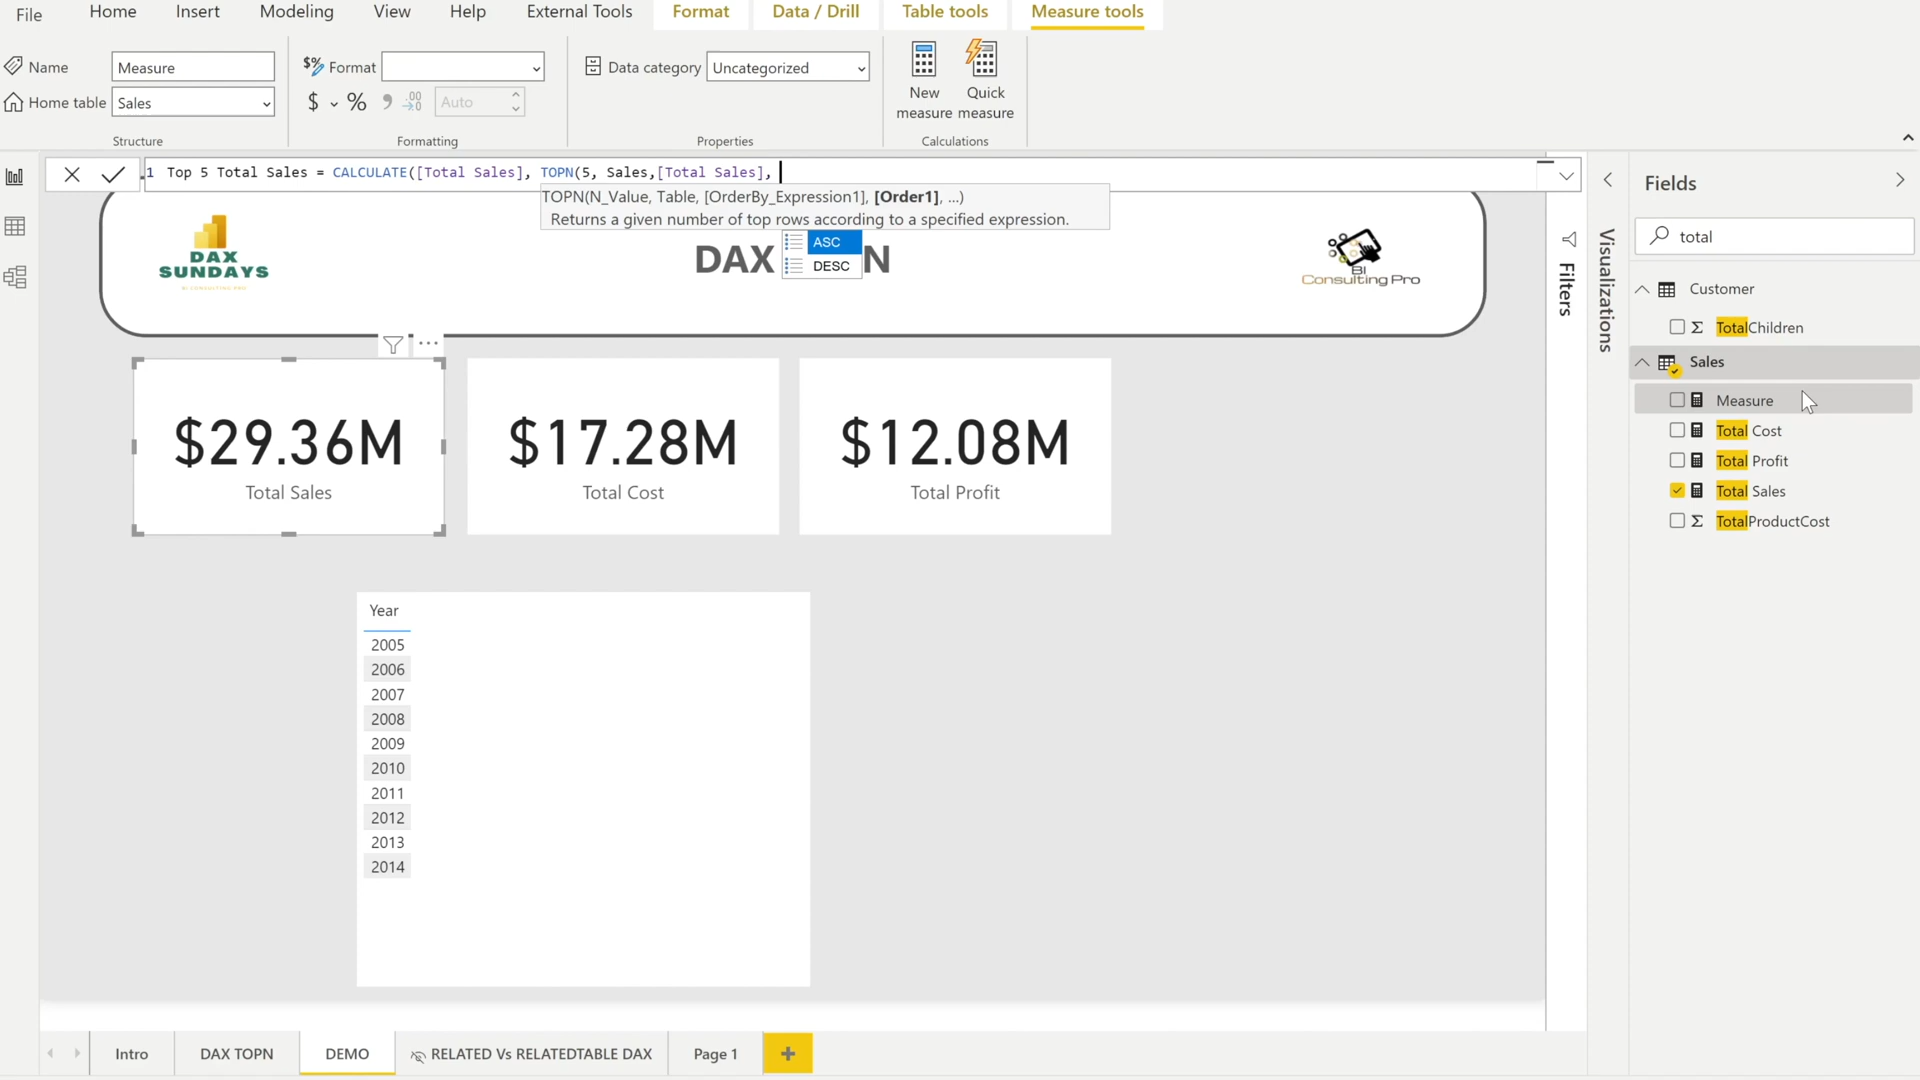 File Home Insert Modeling View Help External Tools Format Data / Drill Table tools Measure tools
Name Measure
Home table Sales
Structure
$% Format
$ % , .00 →0 Auto
Formatting
Data category Uncategorized
Properties
New measure
Quick measure
Calculations
1 Top 5 Total Sales = CALCULATE([Total Sales], TOPN(5, Sales,[Total Sales],
TOPN(N_Value, Table, [OrderBy_Expression1], [Order1], ...)
Returns a given number of top rows according to a specified expression.
ASC
DESC
DAX
SUNDAYS
BI CONSULTING PRO
DAX N
BI
Consulting Pro
$29.36M
Total Sales
$17.28M
Total Cost
$12.08M
Total Profit
Year
2005
2006
2007
2008
2009
2010
2011
2012
2013
2014
Filters
Visualizations
Fields
total
Customer
TotalChildren
Sales
Measure
Total Cost
Total Profit
Total Sales
TotalProductCost
Intro DAX TOPN DEMO RELATED Vs RELATEDTABLE DAX Page 1 +